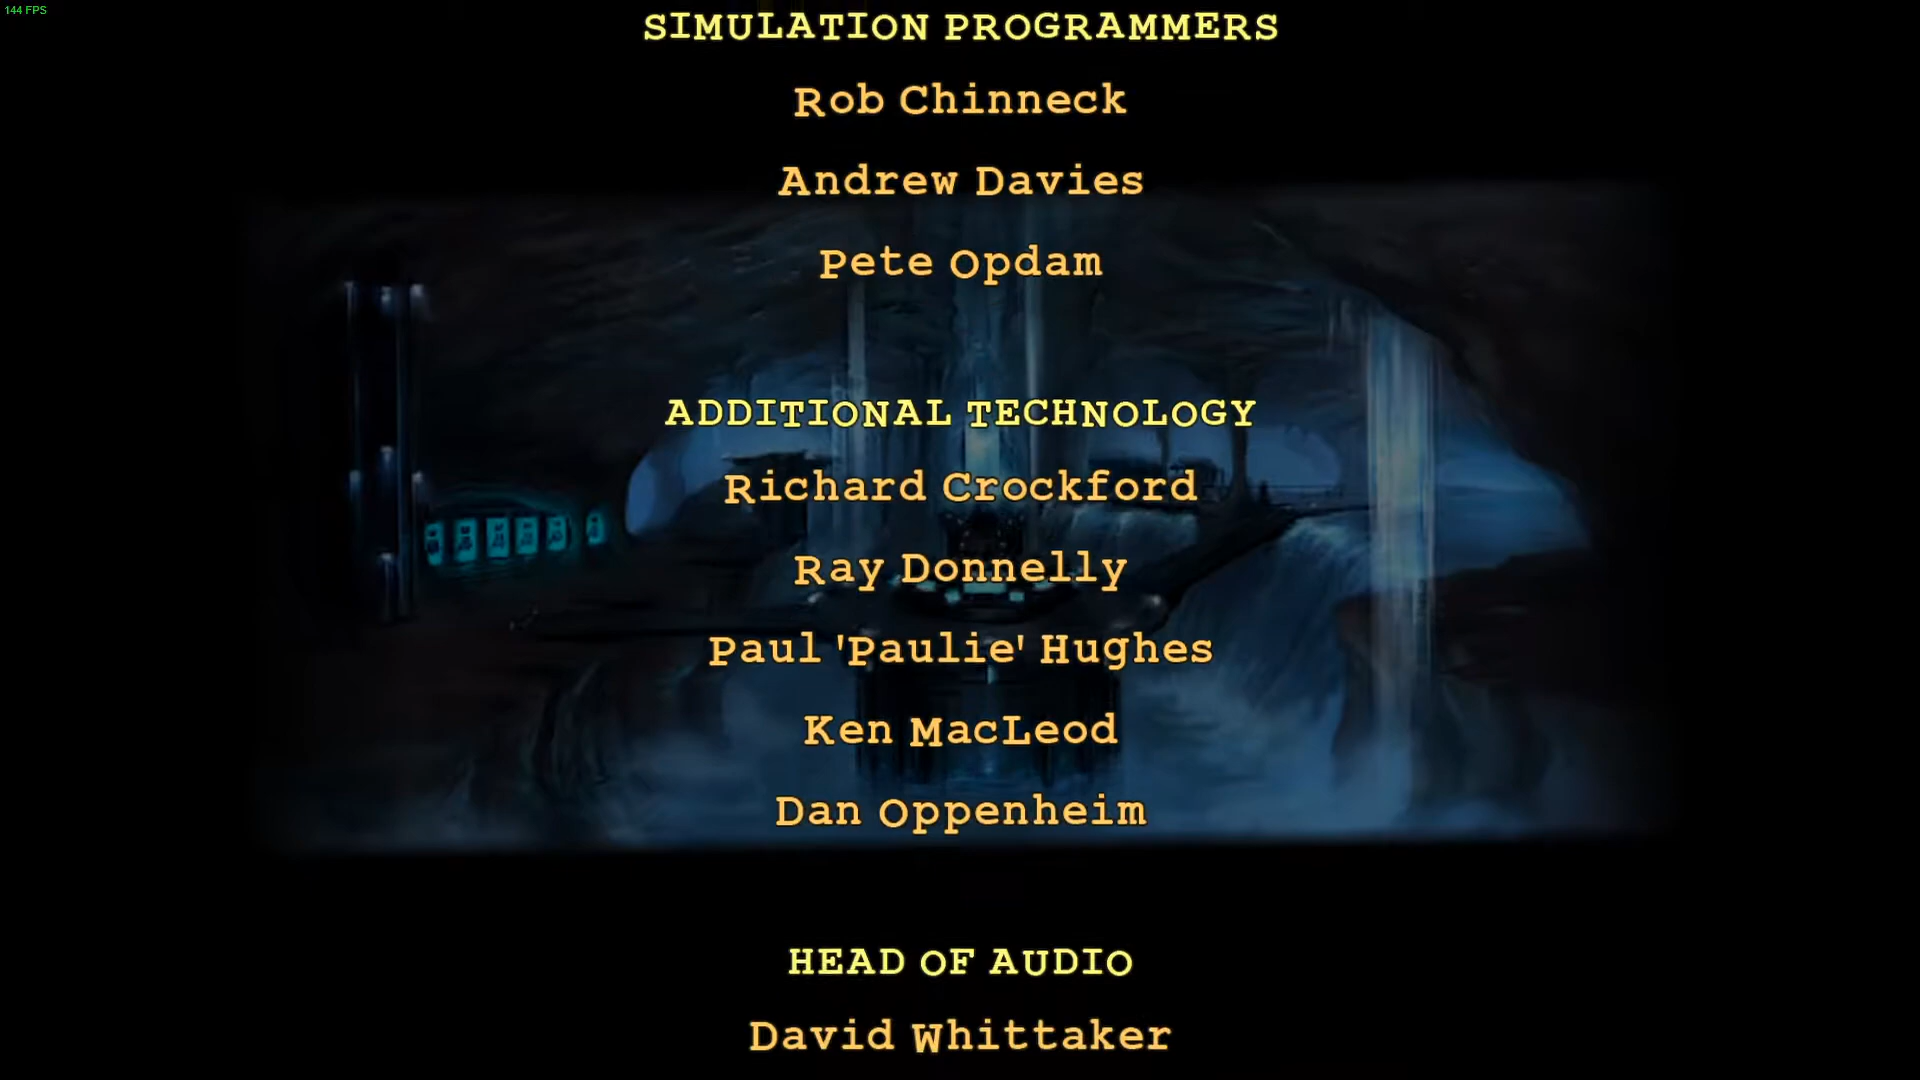 144 FPS
SIMULATION PROGRAMMERS
Rob Chinneck
Andrew Davies
Pete Opdam
ADDITIONAL TECHNOLOGY
Richard Crockford
Ray Donnelly
Paul 'Paulie' Hughes
Ken MacLeod
Dan Oppenheim
HEAD OF AUDIO
David Whittaker